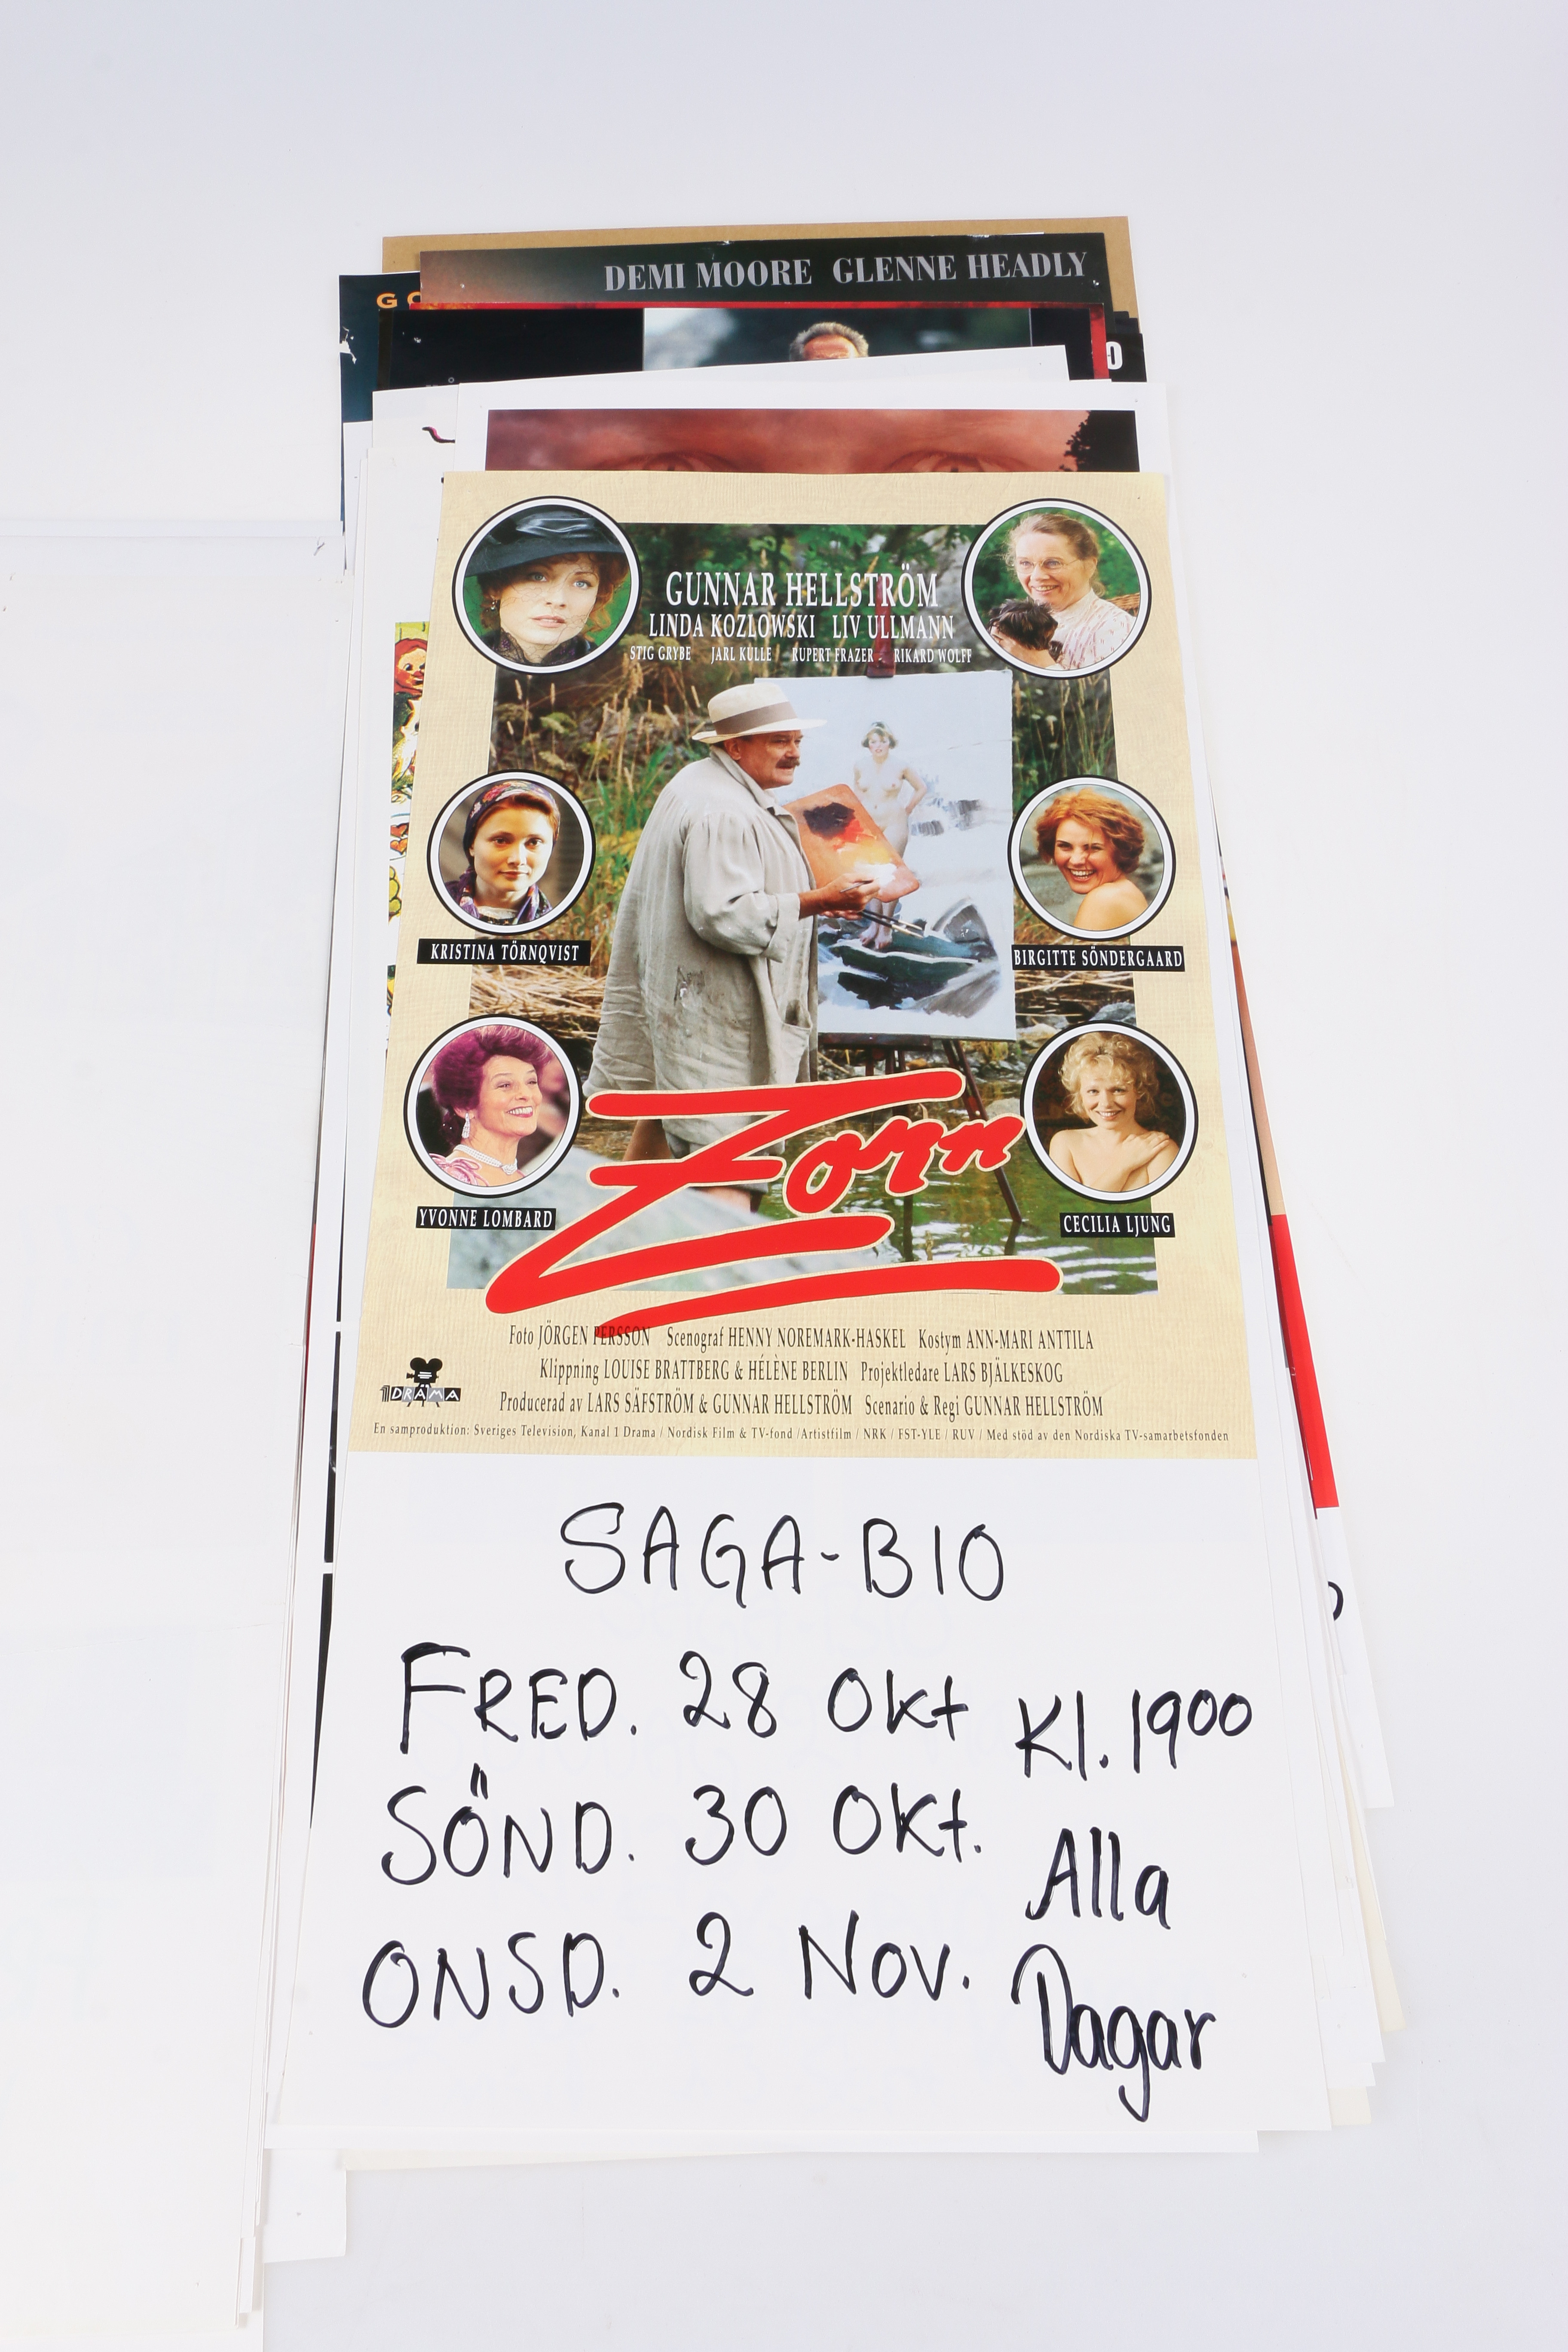 DEMI MOORE GLENNE HEADLY
GUNNAR HELLSTRÖM
LINDA KOZLOWSKI LIV ULLMANN
STIG GRYBE JARL KULLE RUPERT FRAZER RIKARD WOLFF
KRISTINA TÖRNQVIST
BIRGITTE SÖNDERGAARD
YVONNE LOMBARD
CECILIA LJUNG
Zorn
Foto JÖRGEN PERSSON Scenograf HENNY NOREMARK-HASKEL Kostym ANN-MARI ANTTILA
Klippning LOUISE BRATTBERG & HÉLÈNE BERLIN Projektledare LARS BJÄLKESKOG
1 DRAMA
Producerad av LARS SÄFSTRÖM & GUNNAR HELLSTRÖM Scenario & Regi GUNNAR HELLSTRÖM
En samproduktion: Sveriges Television, Kanal 1 Drama / Nordisk Film & TV-fond /Artistfilm / NRK / FST-YLE / RUV / Med stöd av den Nordiska TV-samarbetsfonden
SAGA-BIO
FRED. 28 Okt Kl. 1900
SÖND. 30 Okt. Alla
ONSD. 2 Nov. Dagar